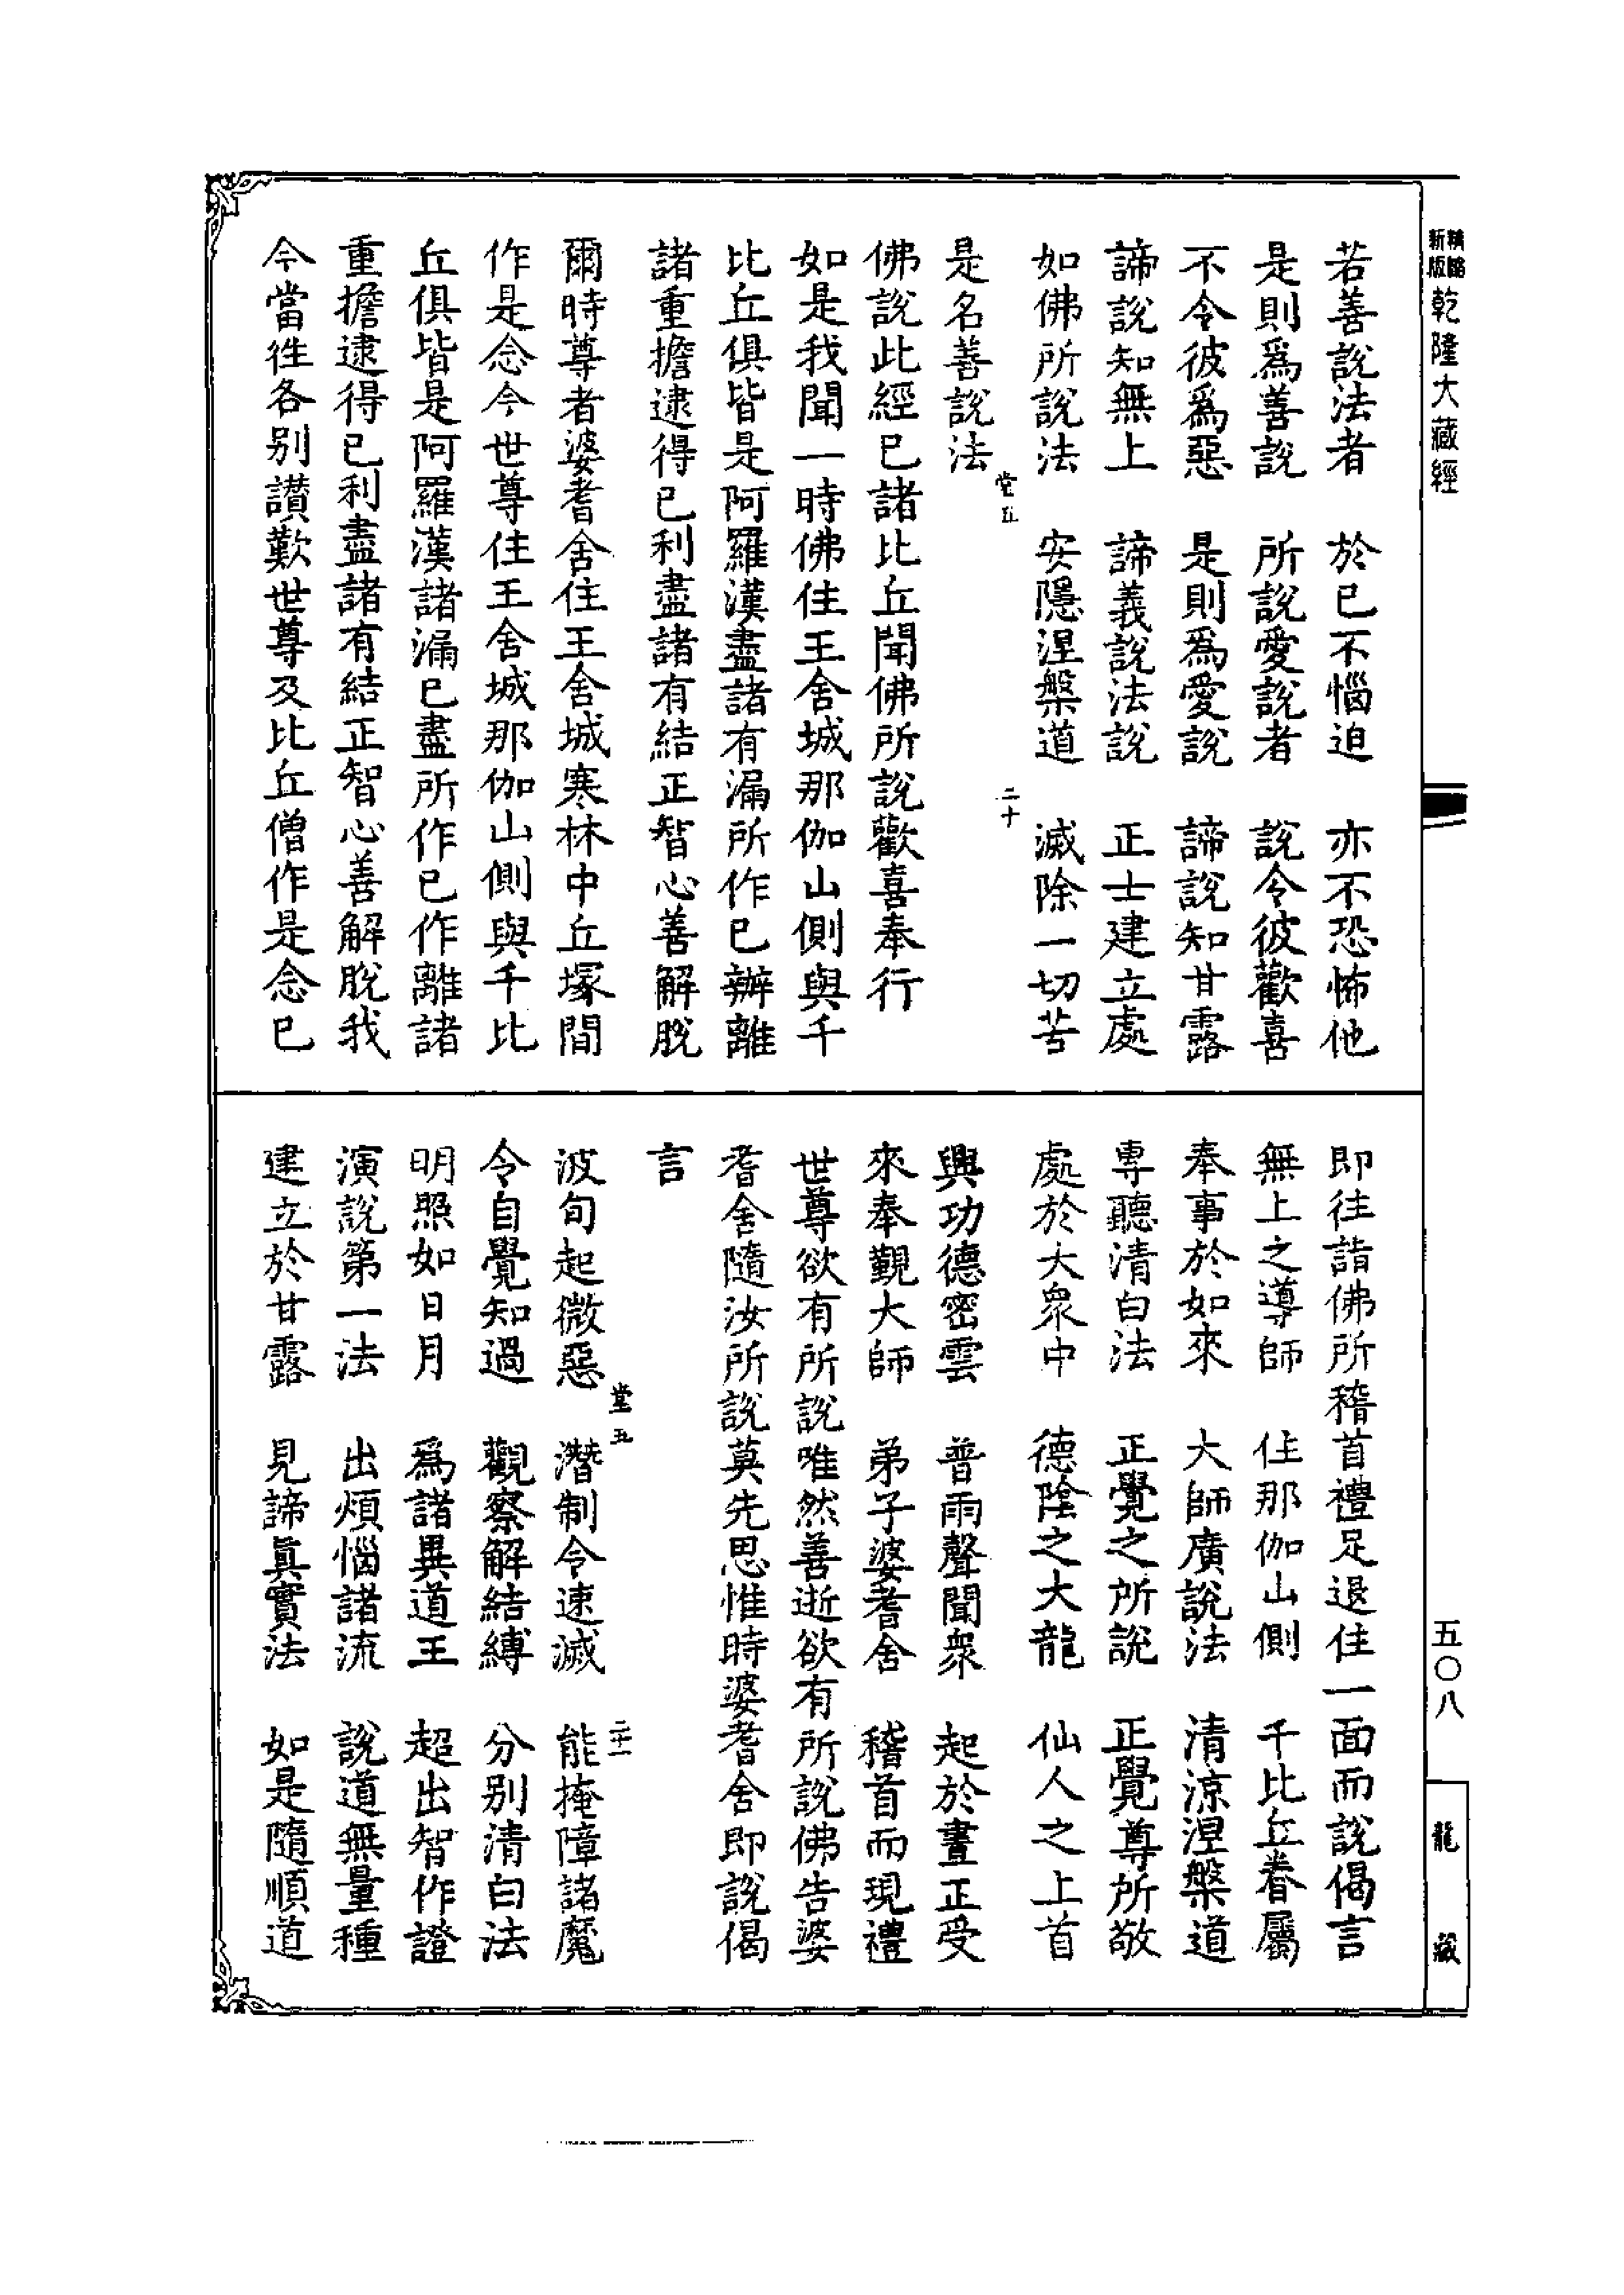 新版
精縮
乾隆大藏經
若善說法者　於已不惱迫　亦不恐怖他
是則爲善說　所說愛說者　說令彼歡喜
不令彼爲惡　是則爲愛說　諦說知甘露
諦說知無上　諦義說法說　正士建立處
如佛所說法　安隱涅槃道　滅除一切苦
堂五　二十
是名善說法
佛說此經已諸比丘聞佛所說歡喜奉行
如是我聞一時佛住王舍城那伽山側與千
比丘俱皆是阿羅漢盡諸有漏所作已辦離
諸重擔逮得已利盡諸有結正智心善解脫
爾時尊者婆耆舍住王舍城寒林中丘塚間
作是念今世尊住王舍城那伽山側與千比
丘俱皆是阿羅漢諸漏已盡所作已作離諸
重擔逮得已利盡諸有結正智心善解脫我
今當徃各別讚歎世尊及比丘僧作是念已
即往詣佛所稽首禮足退住一面而說偈言
無上之導師　住那伽山側　千比丘眷屬
奉事於如來　大師廣說法　清涼涅槃道
專聽清白法　正覺之所說　正覺尊所敬
處於大衆中　德陰之大龍　仙人之上首
興功德密雲　普雨聲聞衆　起於晝正受
來奉覲大師　弟子婆耆舍　稽首而現禮
世尊欲有所說唯然善逝欲有所說佛告婆
耆舍隨汝所說莫先思惟時婆耆舍即說偈
言
堂五　二十一
波旬起微惡　潛制令速滅　能掩障諸魔
令自覺知過　觀察解結縛　分別清白法
明照如日月　爲諸異道王　超出智作證
演說第一法　出煩惱諸流　說道無量種
建立於甘露　見諦眞實法　如是隨順道
五〇八
龍藏